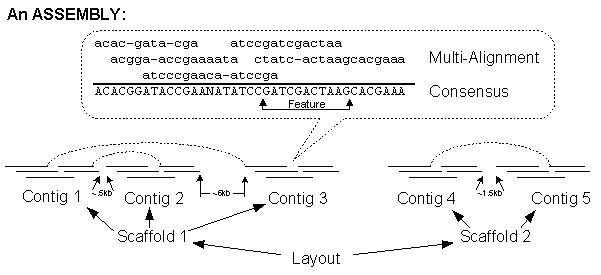 An ASSEMBLY:
acac-gata-cga atccgatcgactaa
acgga-accgaaaata ctatc-actaagcacgaaa
atcccgaaca-atccga
Multi-Alignment
ACACGGATACCGAANATATCCGATCGACTAAGCACGAAA
Consensus
Feature
~.5kb
~6kb
~1.5kb
Contig 1
Contig 2
Contig 3
Contig 4
Contig 5
Scaffold 1
Scaffold 2
Layout